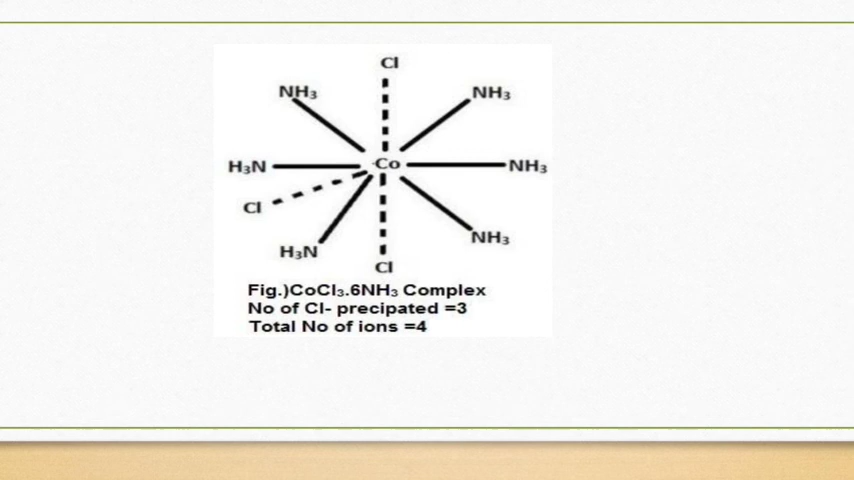 Cl
NH₃ NH₃
H₃N Co NH₃
Cl
H₃N NH₃
Cl
Fig.)CoCl₃.6NH₃ Complex
No of Cl- precipated =3
Total No of ions =4